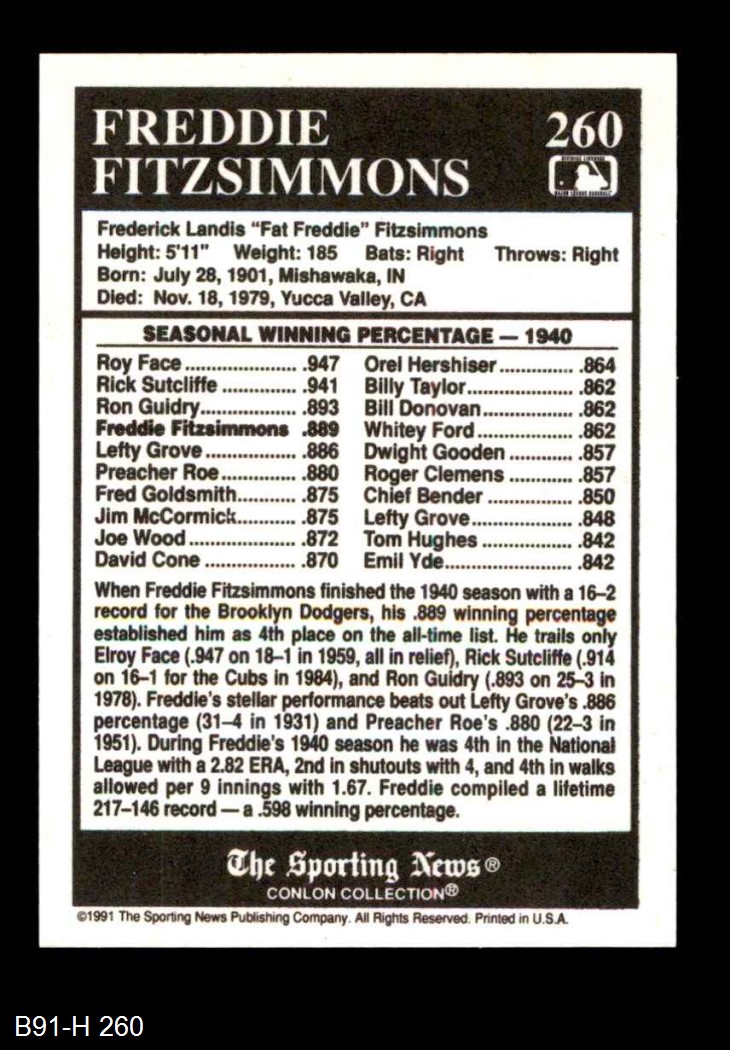 FREDDIE
FITZSIMMONS
260
Frederick Landis "Fat Freddie" Fitzsimmons
Height: 5'11" Weight: 185 Bats: Right Throws: Right
Born: July 28, 1901, Mishawaka, IN
Died: Nov. 18, 1979, Yucca Valley, CA
SEASONAL WINNING PERCENTAGE — 1940
Roy Face ...................... .947
Rick Sutcliffe ............... .941
Ron Guidry................... .893
Freddie Fitzsimmons .889
Lefty Grove .................. .886
Preacher Roe............... .880
Fred Goldsmith............ .875
Jim McCormick............ .875
Joe Wood ..................... .872
David Cone .................. .870
Orel Hershiser............... .864
Billy Taylor..................... .862
Bill Donovan.................. .862
Whitey Ford................... .862
Dwight Gooden ............. .857
Roger Clemens ............. .857
Chief Bender ................. .850
Lefty Grove.................... .848
Tom Hughes .................. .842
Emil Yde......................... .842
When Freddie Fitzsimmons finished the 1940 season with a 16–2
record for the Brooklyn Dodgers, his .889 winning percentage
established him as 4th place on the all-time list. He trails only
Elroy Face (.947 on 18–1 in 1959, all in relief), Rick Sutcliffe (.914
on 16–1 for the Cubs in 1984), and Ron Guidry (.893 on 25–3 in
1978). Freddie's stellar performance beats out Lefty Grove's .886
percentage (31–4 in 1931) and Preacher Roe's .880 (22–3 in
1951). During Freddie's 1940 season he was 4th in the National
League with a 2.82 ERA, 2nd in shutouts with 4, and 4th in walks
allowed per 9 innings with 1.67. Freddie compiled a lifetime
217–146 record — a .598 winning percentage.
The Sporting News®
CONLON COLLECTION®
©1991 The Sporting News Publishing Company. All Rights Reserved. Printed in U.S.A.
B91-H 260